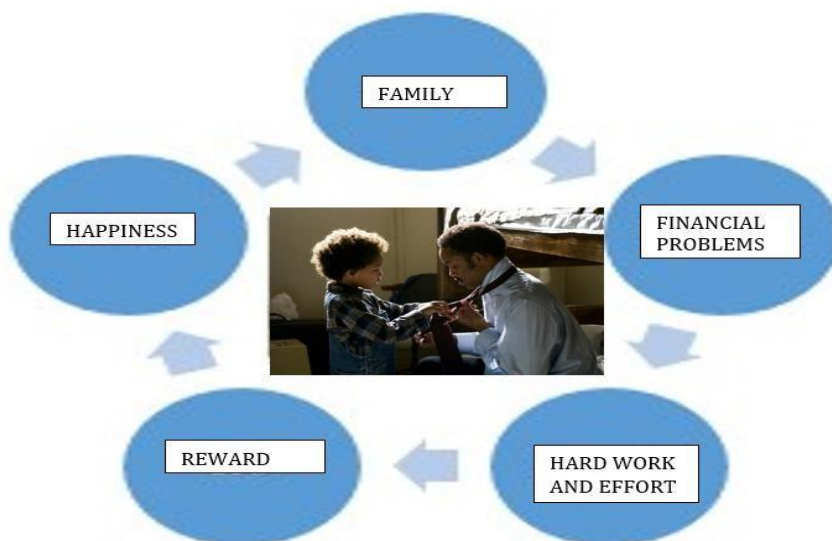 FAMILY
FINANCIAL
PROBLEMS
HARD WORK
AND EFFORT
REWARD
HAPPINESS